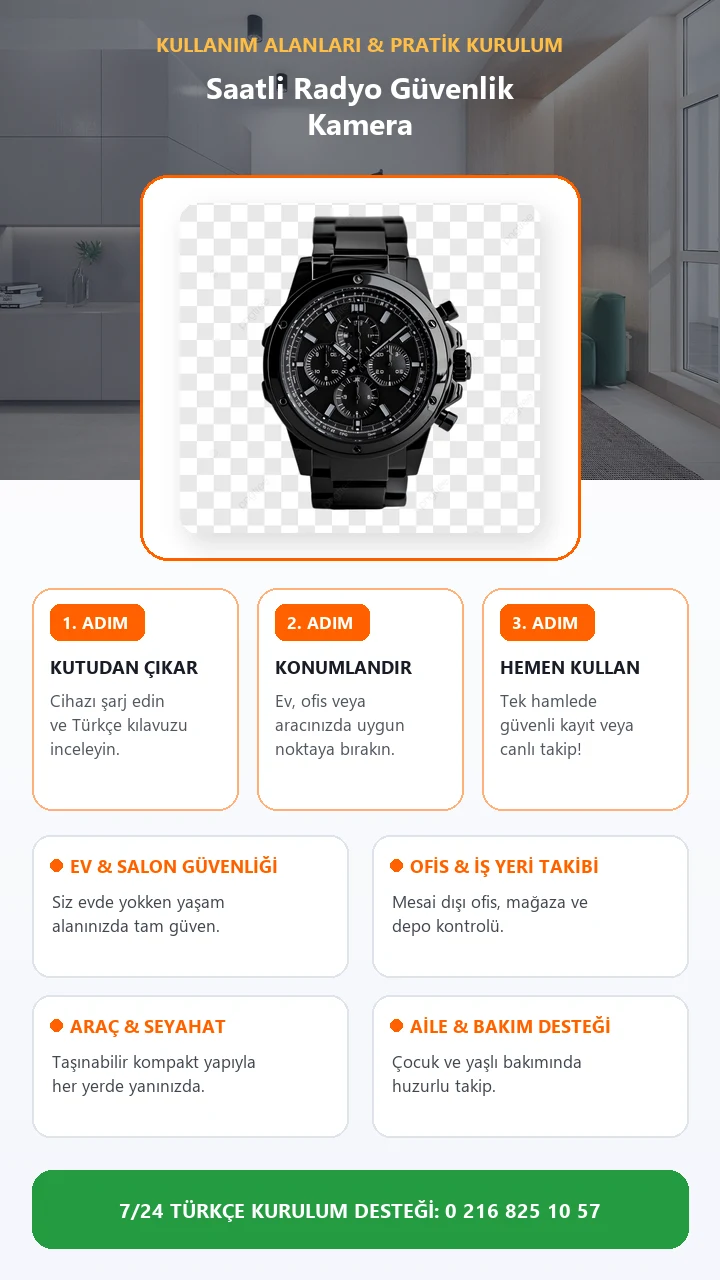 KULLANIM ALANLARI & PRATİK KURULUM
Saatli Radyo Güvenlik
Kamera
1. ADIM
KUTUDAN ÇIKAR
Cihazı şarj edin
ve Türkçe kılavuzu
inceleyin.
2. ADIM
KONUMLANDIR
Ev, ofis veya
aracınızda uygun
noktaya bırakın.
3. ADIM
HEMEN KULLAN
Tek hamlede
güvenli kayıt veya
canlı takip!
EV & SALON GÜVENLİĞİ
Siz evde yokken yaşam
alanınızda tam güven.
OFİS & İŞ YERİ TAKİBİ
Mesai dışı ofis, mağaza ve
depo kontrolü.
ARAÇ & SEYAHAT
Taşınabilir kompakt yapıyla
her yerde yanınızda.
AİLE & BAKIM DESTEĞİ
Çocuk ve yaşlı bakımında
huzurlu takip.
7/24 TÜRKÇE KURULUM DESTEĞİ: 0 216 825 10 57